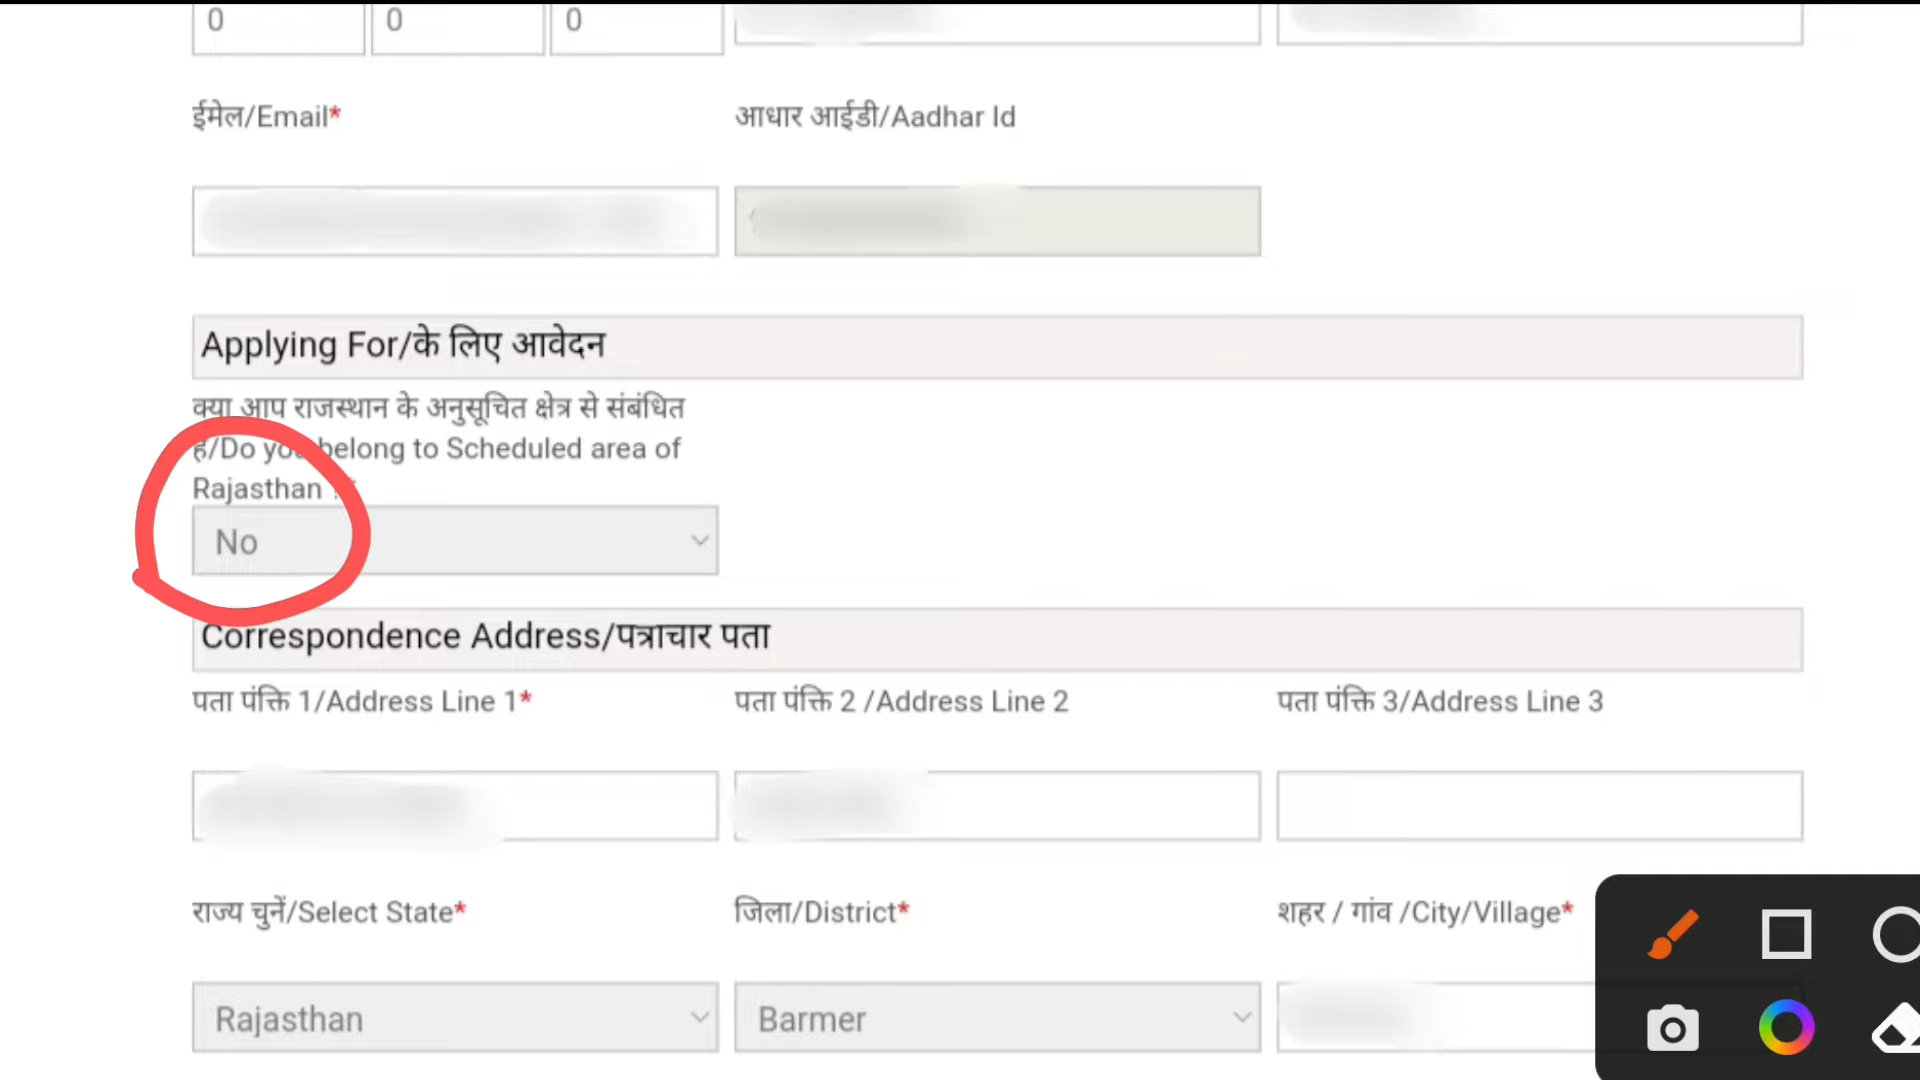 0 0 0
ईमेल/Email* आधार आईडी/Aadhar Id
Applying For/के लिए आवेदन
क्या आप राजस्थान के अनुसूचित क्षेत्र से संबंधित
है/Do you belong to Scheduled area of
Rajasthan ?*
No
Correspondence Address/पत्राचार पता
पता पंक्ति 1/Address Line 1* पता पंक्ति 2 /Address Line 2 पता पंक्ति 3/Address Line 3
राज्य चुनें/Select State* जिला/District* शहर / गांव /City/Village*
Rajasthan Barmer